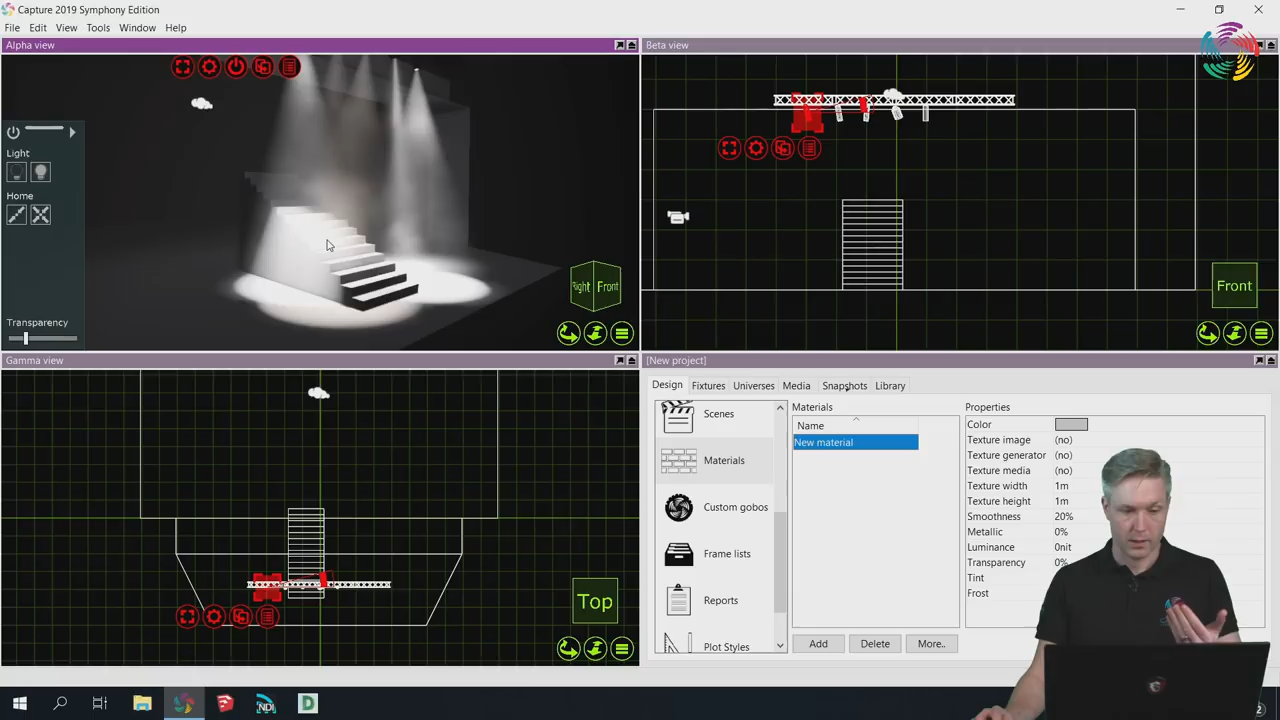 Capture 2019 Symphony Edition
File Edit View Tools Window Help
Alpha view
Light
Home
Transparency
Right Front
Beta view
Front
Gamma view
Top
[New project]
Design Fixtures Universes Media Snapshots Library
Scenes
Materials
Custom gobos
Frame lists
Reports
Plot Styles
Materials
Name
New material
Add Delete More..
Properties
Color
Texture image (no)
Texture generator (no)
Texture media (no)
Texture width 1m
Texture height 1m
Smoothness 20%
Metallic 0%
Luminance 0nit
Transparency 0%
Tint
Frost
NDI
D
2